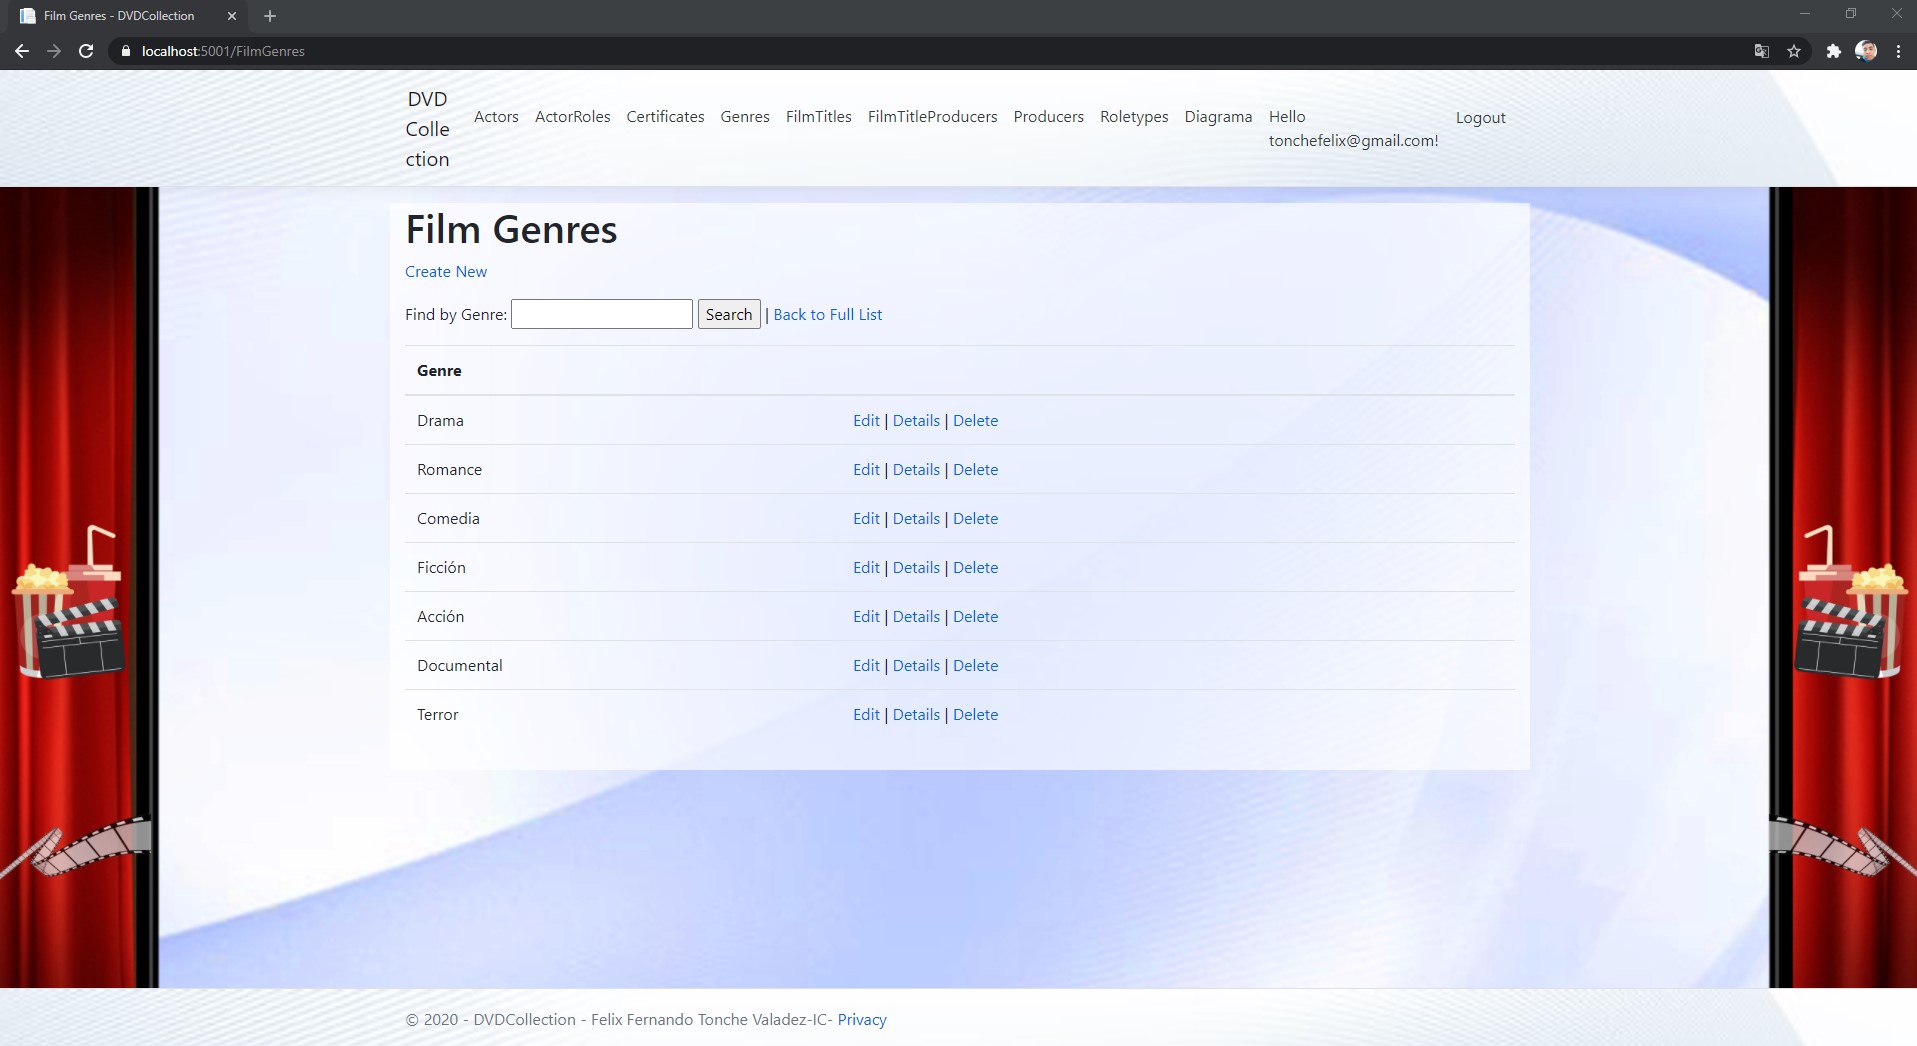 Film Genres - DVDCollection
localhost:5001/FilmGenres
DVD
Colle
ction
Actors ActorRoles Certificates Genres FilmTitles FilmTitleProducers Producers Roletypes Diagrama Hello
tonchefelix@gmail.com!
Logout
Film Genres
Create New
Find by Genre: Search | Back to Full List
Genre
Drama Edit | Details | Delete
Romance Edit | Details | Delete
Comedia Edit | Details | Delete
Ficción Edit | Details | Delete
Acción Edit | Details | Delete
Documental Edit | Details | Delete
Terror Edit | Details | Delete
© 2020 - DVDCollection - Felix Fernando Tonche Valadez-IC- Privacy